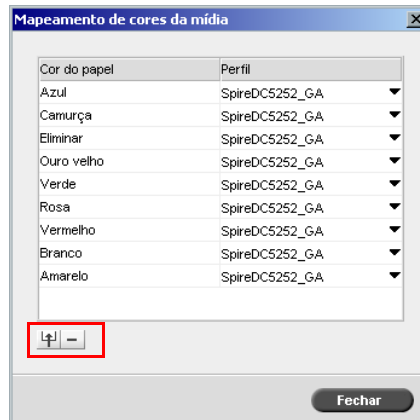 Mapeamento de cores da mídia
Cor do papel Perfil
Azul SpireDC5252_GA
Camurça SpireDC5252_GA
Eliminar SpireDC5252_GA
Ouro velho SpireDC5252_GA
Verde SpireDC5252_GA
Rosa SpireDC5252_GA
Vermelho SpireDC5252_GA
Branco SpireDC5252_GA
Amarelo SpireDC5252_GA
Fechar